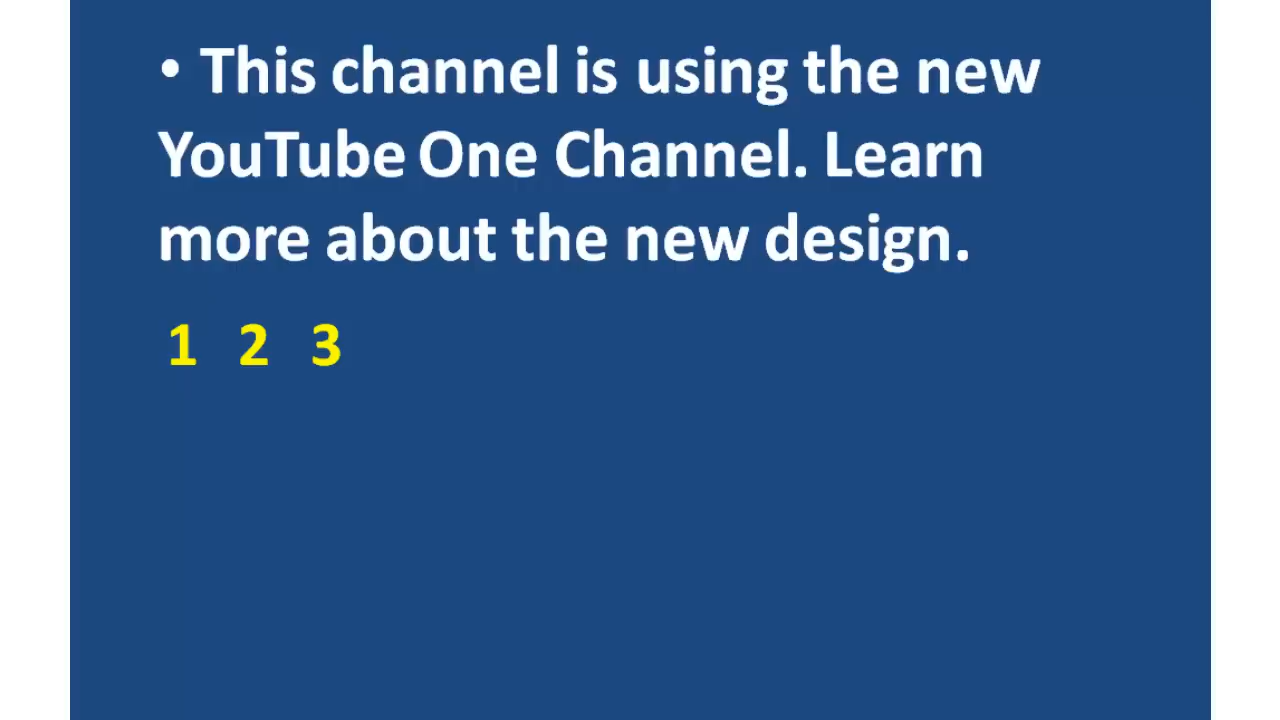 • This channel is using the new
YouTube One Channel. Learn
more about the new design.
1 2 3